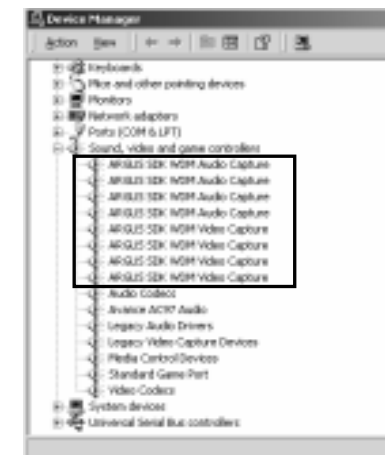 Device Manager
Action View
Keyboards
Mice and other pointing devices
Monitors
Network adapters
Ports (COM & LPT)
Sound, video and game controllers
ARGUS SDK WDM Audio Capture
ARGUS SDK WDM Audio Capture
ARGUS SDK WDM Audio Capture
ARGUS SDK WDM Audio Capture
ARGUS SDK WDM Video Capture
ARGUS SDK WDM Video Capture
ARGUS SDK WDM Video Capture
ARGUS SDK WDM Video Capture
Audio Codecs
Avance AC97 Audio
Legacy Audio Drivers
Legacy Video Capture Devices
Media Control Devices
Standard Game Port
Video Codecs
System devices
Universal Serial Bus controllers